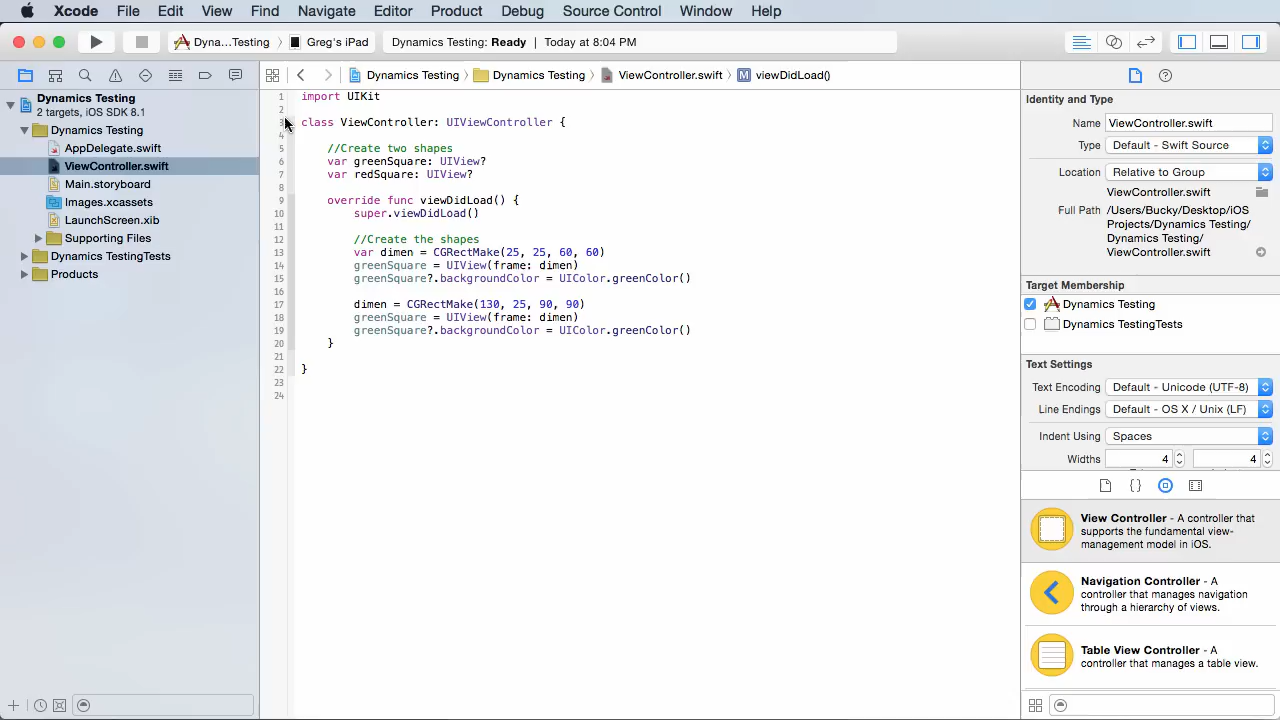 Xcode File Edit View Find Navigate Editor Product Debug Source Control Window Help
Dyna…Testing Greg's iPad Dynamics Testing: Ready Today at 8:04 PM
Dynamics Testing Dynamics Testing ViewController.swift M viewDidLoad()
Dynamics Testing
2 targets, iOS SDK 8.1
Dynamics Testing
AppDelegate.swift
ViewController.swift
Main.storyboard
Images.xcassets
LaunchScreen.xib
Supporting Files
Dynamics TestingTests
Products
1 import UIKit
2
3 class ViewController: UIViewController {
4
5 //Create two shapes
6 var greenSquare: UIView?
7 var redSquare: UIView?
8
9 override func viewDidLoad() {
10 super.viewDidLoad()
11
12 //Create the shapes
13 var dimen = CGRectMake(25, 25, 60, 60)
14 greenSquare = UIView(frame: dimen)
15 greenSquare?.backgroundColor = UIColor.greenColor()
16
17 dimen = CGRectMake(130, 25, 90, 90)
18 greenSquare = UIView(frame: dimen)
19 greenSquare?.backgroundColor = UIColor.greenColor()
20 }
21
22 }
23
24
Identity and Type
Name ViewController.swift
Type Default - Swift Source
Location Relative to Group
ViewController.swift
Full Path /Users/Bucky/Desktop/iOS
Projects/Dynamics Testing/
Dynamics Testing/
ViewController.swift
Target Membership
Dynamics Testing
Dynamics TestingTests
Text Settings
Text Encoding Default - Unicode (UTF-8)
Line Endings Default - OS X / Unix (LF)
Indent Using Spaces
Widths 4 4
View Controller - A controller that
supports the fundamental view-
management model in iOS.
Navigation Controller - A
controller that manages navigation
through a hierarchy of views.
Table View Controller - A
controller that manages a table view.